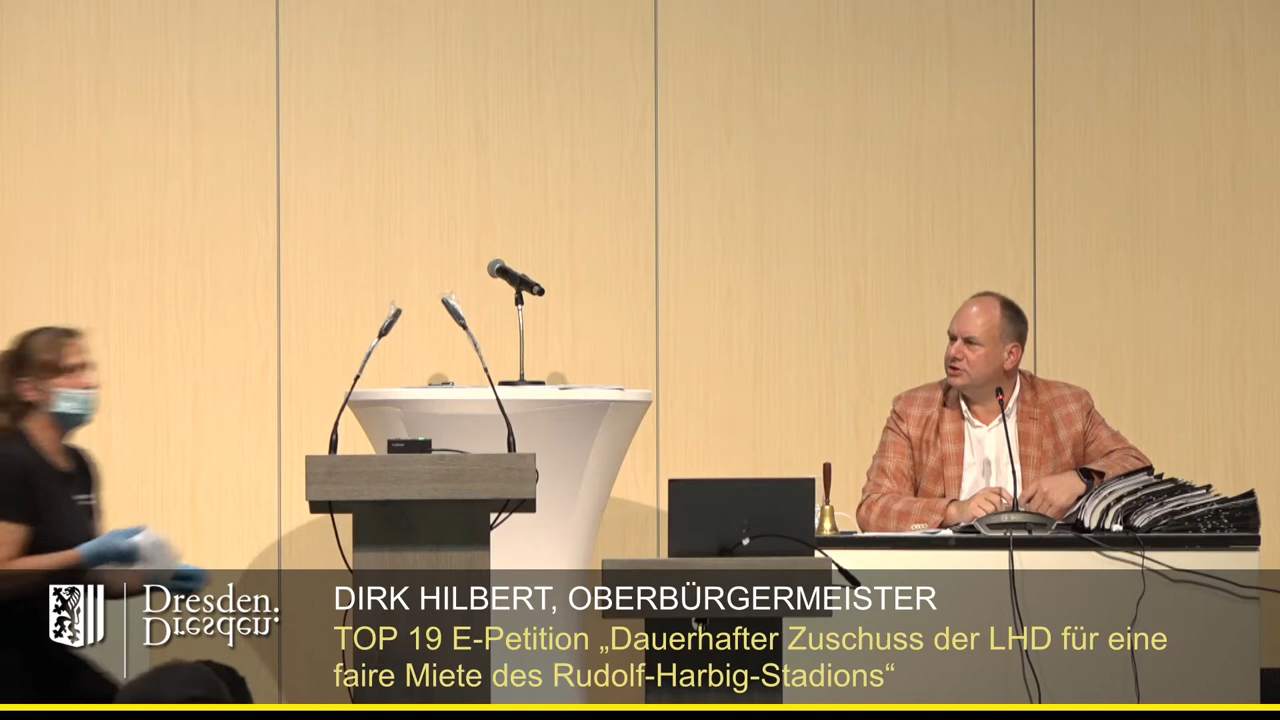 Dresden.
Dresden.
DIRK HILBERT, OBERBÜRGERMEISTER
TOP 19 E-Petition „Dauerhafter Zuschuss der LHD für eine
faire Miete des Rudolf-Harbig-Stadions“